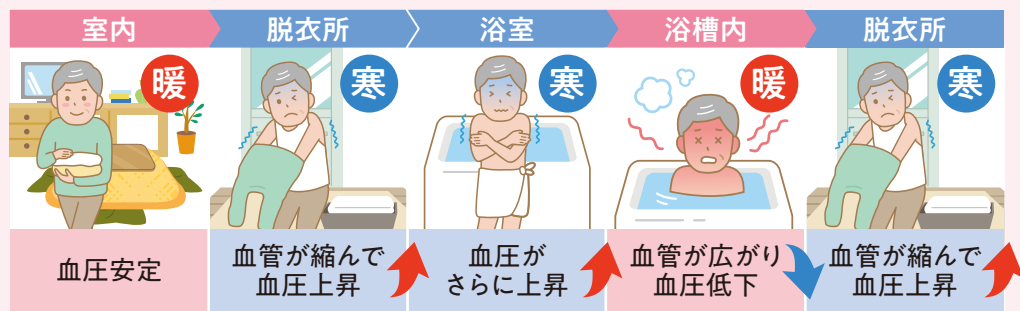 室内
脱衣所
浴室
浴槽内
脱衣所
暖
寒
寒
暖
寒
血圧安定
血管が縮んで
血圧上昇
血圧が
さらに上昇
血管が広がり
血圧低下
血管が縮んで
血圧上昇